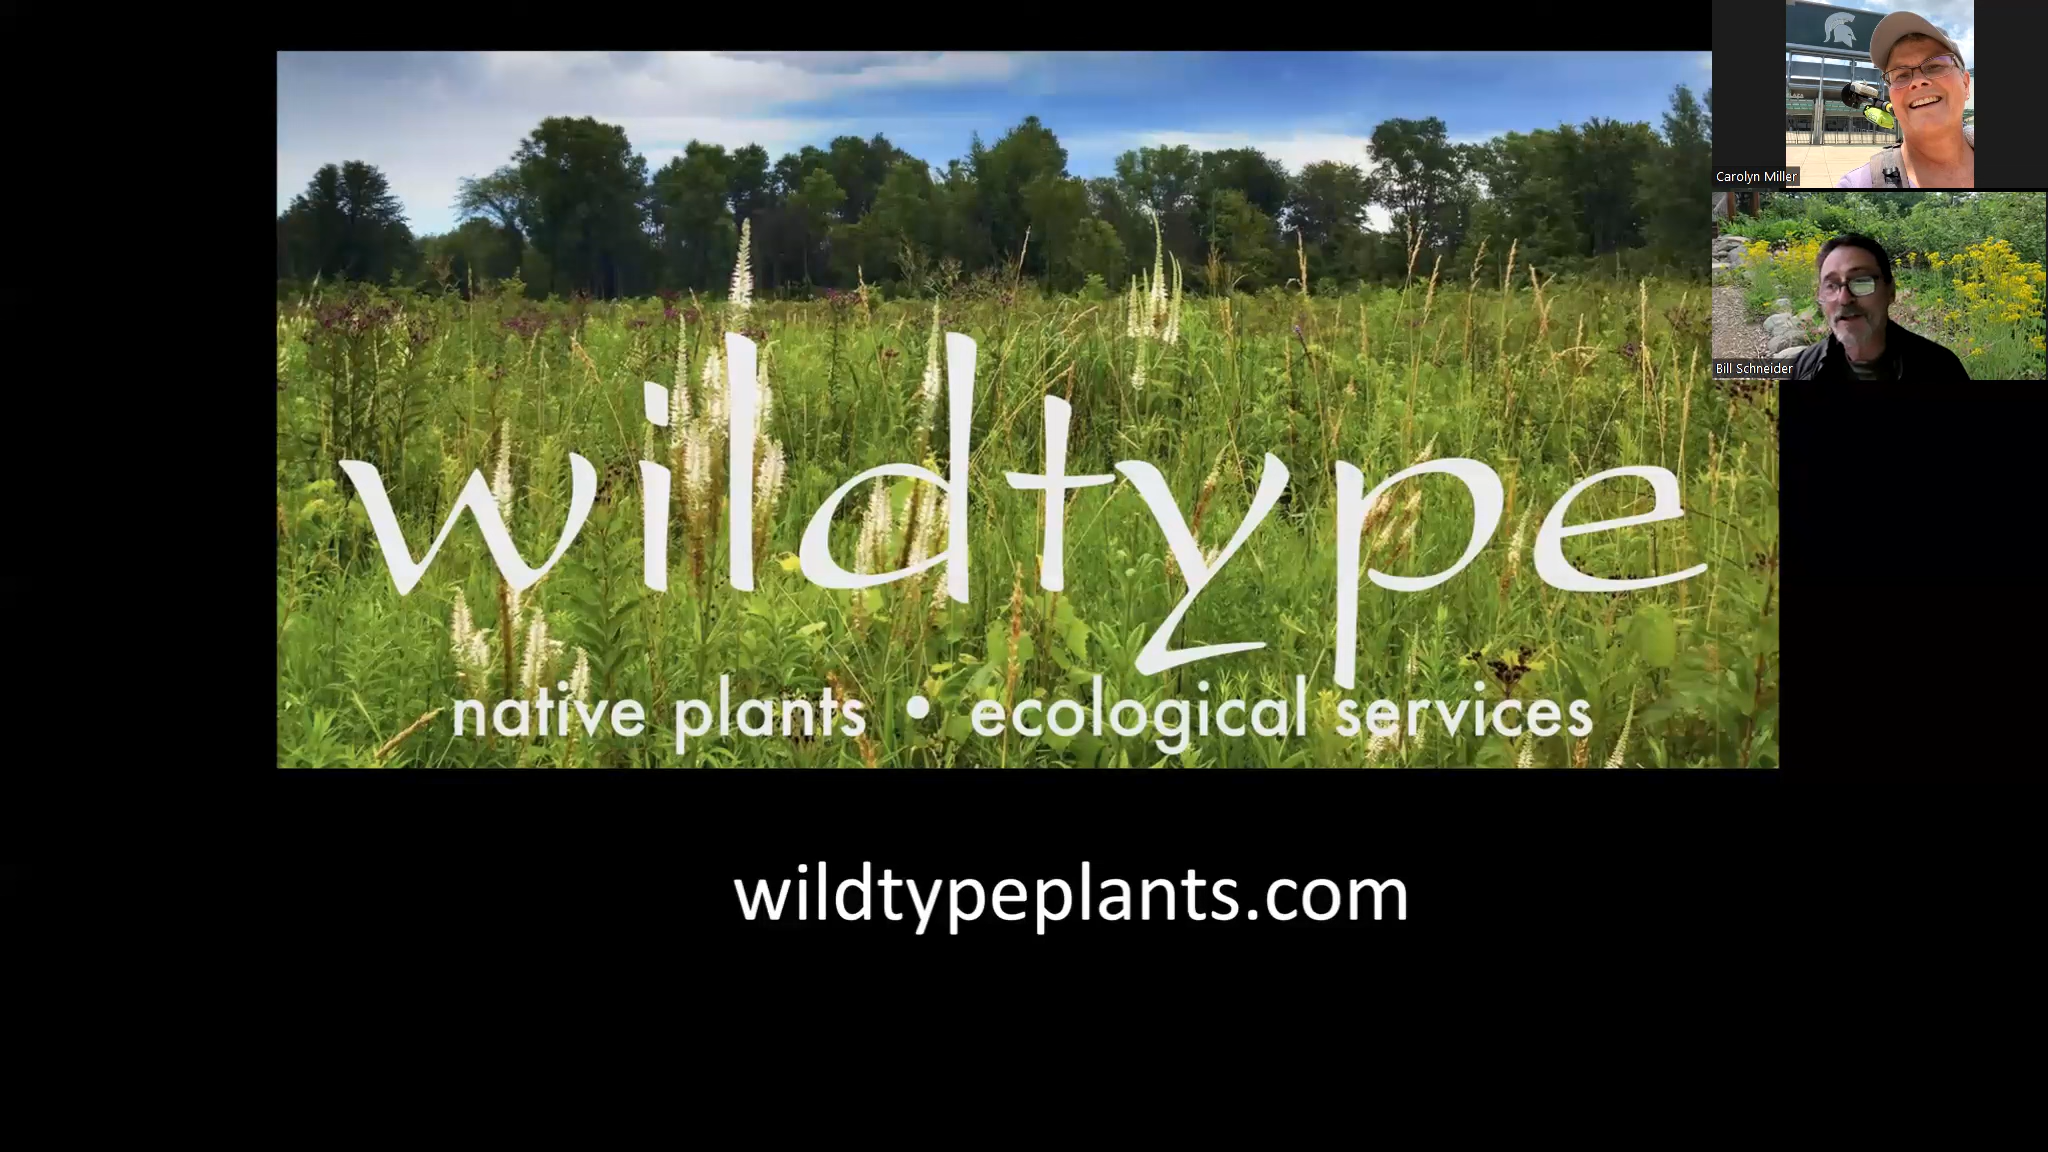 Carolyn Miller
Bill Schneider
wildtype
native plants • ecological services
wildtypeplants.com